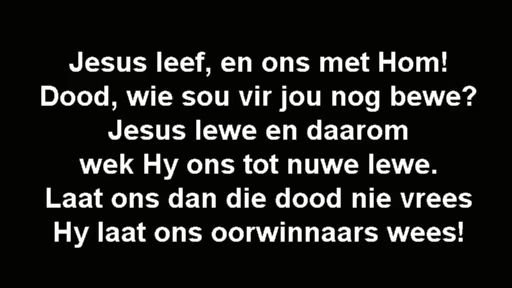 Jesus leef, en ons met Hom!
Dood, wie sou vir jou nog bewe?
Jesus lewe en daarom
wek Hy ons tot nuwe lewe.
Laat ons dan die dood nie vrees
Hy laat ons oorwinnaars wees!